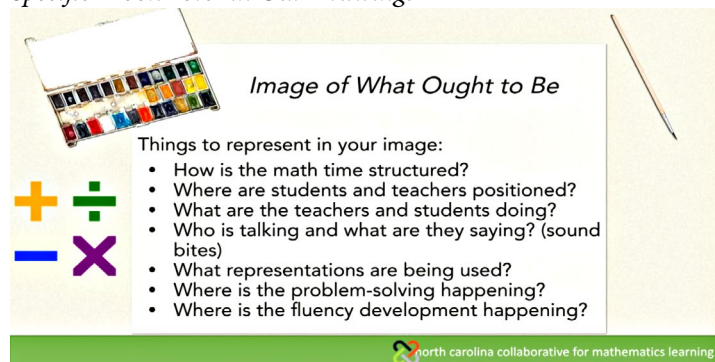 Image of What Ought to Be
Things to represent in your image:
• How is the math time structured?
• Where are students and teachers positioned?
• What are the teachers and students doing?
• Who is talking and what are they saying? (sound
bites)
• What representations are being used?
• Where is the problem-solving happening?
• Where is the fluency development happening?
north carolina collaborative for mathematics learning